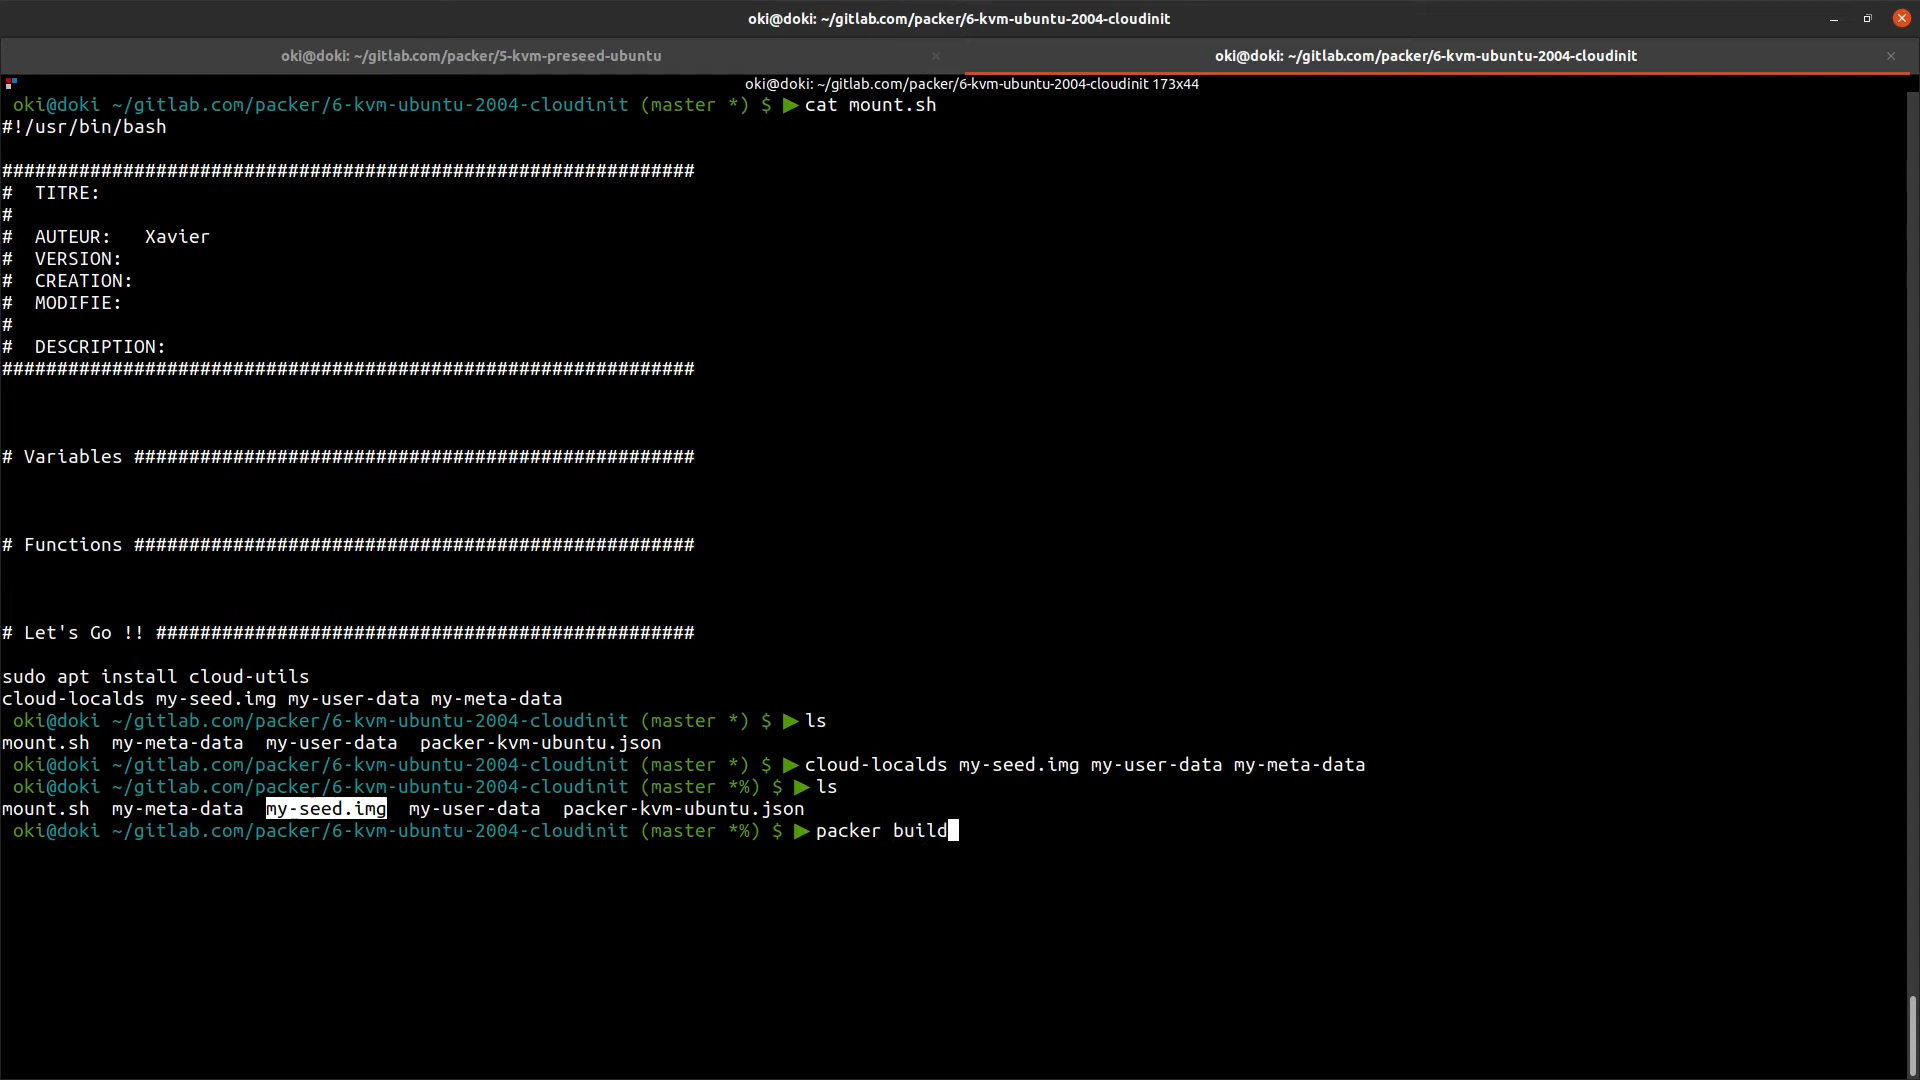 oki@doki: ~/gitlab.com/packer/6-kvm-ubuntu-2004-cloudinit
oki@doki: ~/gitlab.com/packer/5-kvm-preseed-ubuntu
oki@doki: ~/gitlab.com/packer/6-kvm-ubuntu-2004-cloudinit
oki@doki: ~/gitlab.com/packer/6-kvm-ubuntu-2004-cloudinit 173x44
oki@doki ~/gitlab.com/packer/6-kvm-ubuntu-2004-cloudinit (master *) $ ▶cat mount.sh
#!/usr/bin/bash
###############################################################
#  TITRE:
#
#  AUTEUR:   Xavier
#  VERSION:
#  CREATION:
#  MODIFIE:
#
#  DESCRIPTION:
###############################################################
# Variables ###################################################
# Functions ###################################################
# Let's Go !! #################################################
sudo apt install cloud-utils
cloud-localds my-seed.img my-user-data my-meta-data
oki@doki ~/gitlab.com/packer/6-kvm-ubuntu-2004-cloudinit (master *) $ ▶ls
mount.sh  my-meta-data  my-user-data  packer-kvm-ubuntu.json
oki@doki ~/gitlab.com/packer/6-kvm-ubuntu-2004-cloudinit (master *) $ ▶cloud-localds my-seed.img my-user-data my-meta-data
oki@doki ~/gitlab.com/packer/6-kvm-ubuntu-2004-cloudinit (master *%) $ ▶ls
mount.sh  my-meta-data  my-seed.img  my-user-data  packer-kvm-ubuntu.json
oki@doki ~/gitlab.com/packer/6-kvm-ubuntu-2004-cloudinit (master *%) $ ▶packer build